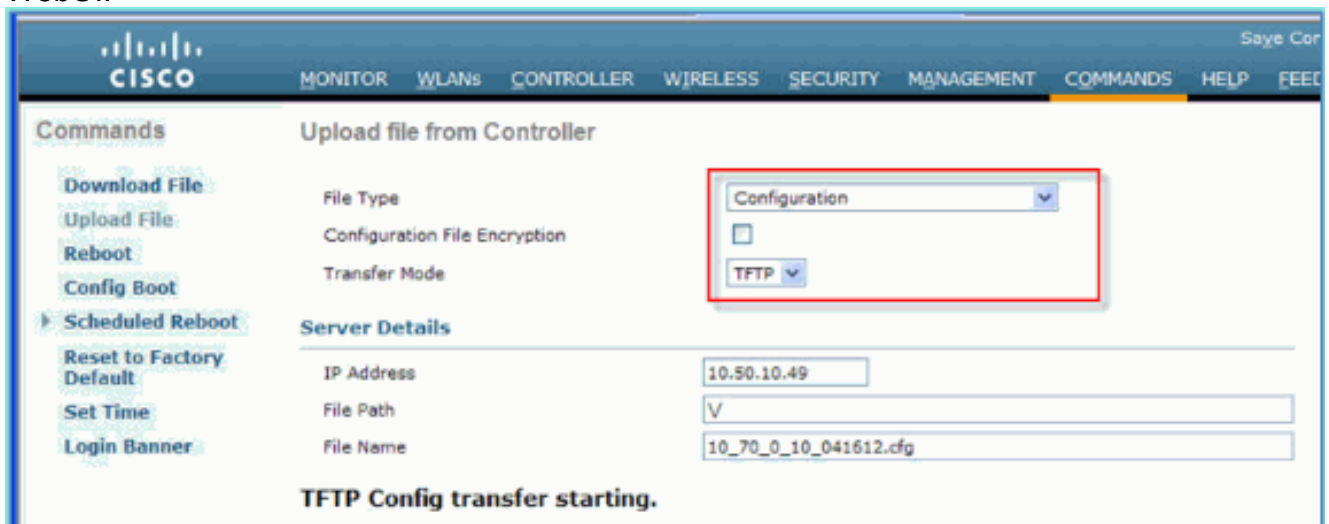 CISCO
MONITOR WLANs CONTROLLER WIRELESS SECURITY MANAGEMENT COMMANDS HELP
Commands
Upload file from Controller
Download File
Upload File
Reboot
Config Boot
Scheduled Reboot
Reset to Factory
Default
Set Time
Login Banner
File Type Configuration
Configuration File Encryption
Transfer Mode TFTP
Server Details
IP Address 10.50.10.49
File Path \/
File Name 10_70_0_10_041612.cfg
TFTP Config transfer starting.